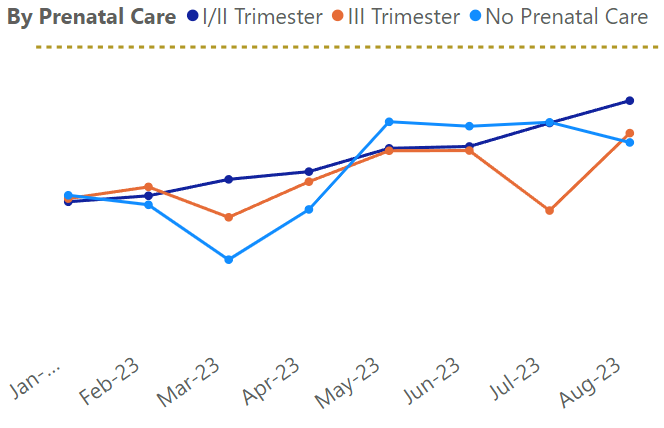 By Prenatal Care I/II Trimester III Trimester No Prenatal Care
Jan-...
Feb-23
Mar-23
Apr-23
May-23
Jun-23
Jul-23
Aug-23